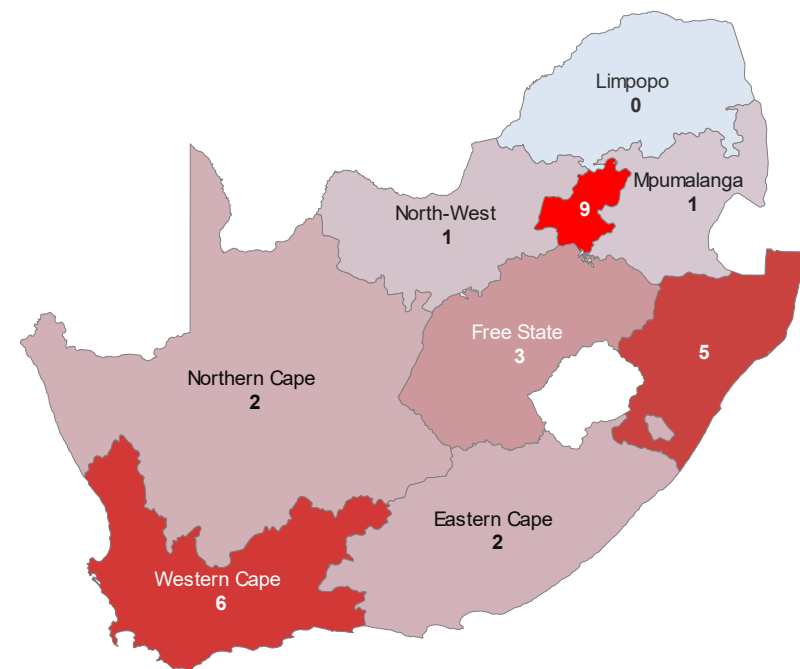 Limpopo
0
Mpumalanga
1
9
North-West
1
Free State
3
5
Northern Cape
2
Eastern Cape
2
Western Cape
6